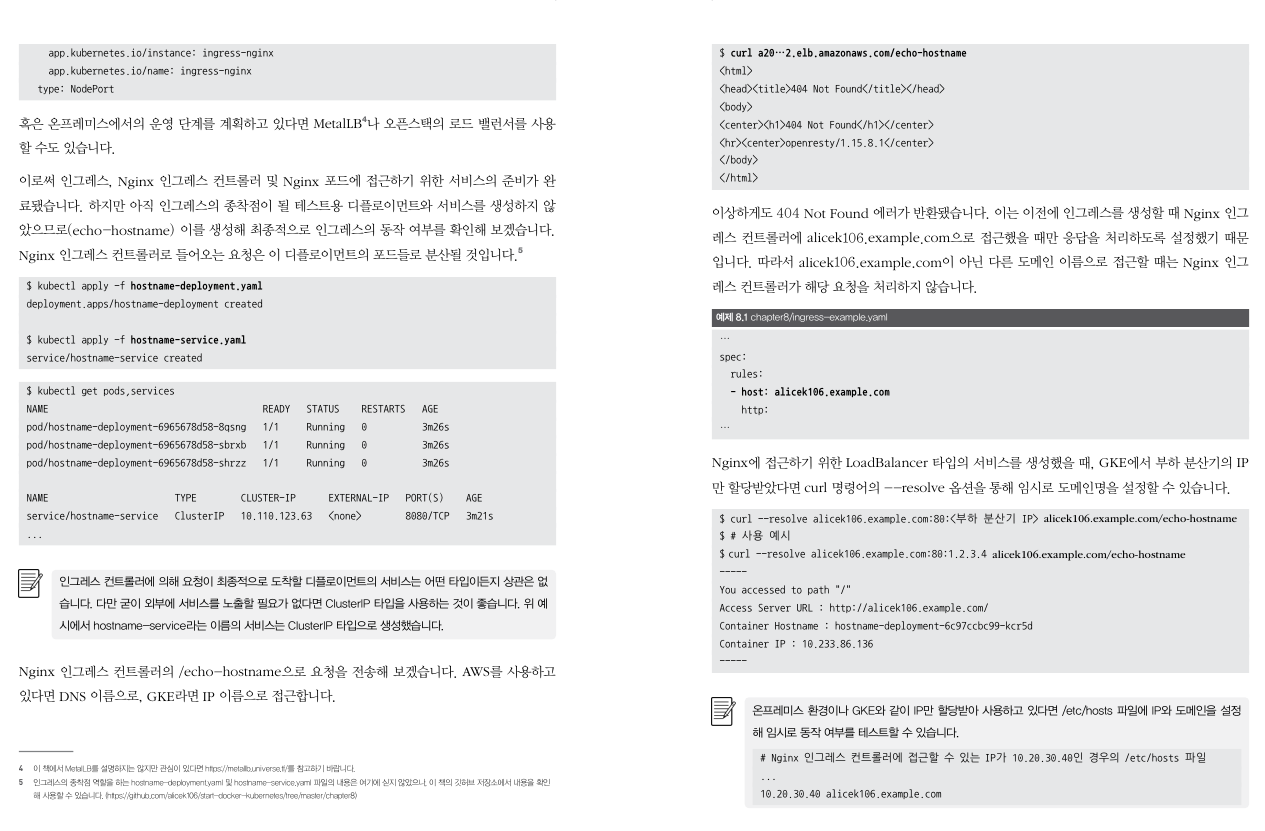 app.kubernetes.io/instance: ingress-nginx
app.kubernetes.io/name: ingress-nginx
type: NodePort
혹은 온프레미스에서의 운영 단계를 계획하고 있다면 MetalLB4나 오픈스택의 로드 밸런서를 사용
할 수도 있습니다.
이로써 인그레스, Nginx 인그레스 컨트롤러 및 Nginx 포드에 접근하기 위한 서비스의 준비가 완
료됐습니다. 하지만 아직 인그레스의 종착점이 될 테스트용 디플로이먼트와 서비스를 생성하지 않
았으므로(echo-hostname) 이를 생성해 최종적으로 인그레스의 동작 여부를 확인해 보겠습니다.
Nginx 인그레스 컨트롤러로 들어오는 요청은 이 디플로이먼트의 포드들로 분산될 것입니다.5
$ kubectl apply -f hostname-deployment.yaml
deployment.apps/hostname-deployment created
$ kubectl apply -f hostname-service.yaml
service/hostname-service created
$ kubectl get pods,services
NAME READY STATUS RESTARTS AGE
pod/hostname-deployment-6965678d58-8qsng 1/1 Running 0 3m26s
pod/hostname-deployment-6965678d58-sbrxb 1/1 Running 0 3m26s
pod/hostname-deployment-6965678d58-shrzz 1/1 Running 0 3m26s
NAME TYPE CLUSTER-IP EXTERNAL-IP PORT(S) AGE
service/hostname-service ClusterIP 10.110.123.63 <none> 8080/TCP 3m21s
...
인그레스 컨트롤러에 의해 요청이 최종적으로 도착할 디플로이먼트의 서비스는 어떤 타입이든지 상관은 없
습니다. 다만 굳이 외부에 서비스를 노출할 필요가 없다면 ClusterIP 타입을 사용하는 것이 좋습니다. 위 예
시에서 hostname-service라는 이름의 서비스는 ClusterIP 타입으로 생성했습니다.
Nginx 인그레스 컨트롤러의 /echo-hostname으로 요청을 전송해 보겠습니다. AWS를 사용하고
있다면 DNS 이름으로, GKE라면 IP 이름으로 접근합니다.
4 이 책에서 MetalLB를 설명하지는 않지만 관심이 있다면 https://metallb.universe.tf/를 참고하기 바랍니다.
5 인그레스의 종착점 역할을 하는 hostname-deployment.yaml 및 hostname-service.yaml 파일의 내용은 여기에 싣지 않았으나, 이 책의 깃허브 저장소에서 내용을 확인
해 사용할 수 있습니다. (https://github.com/alicek106/start-docker-kubernetes/tree/master/chapter8)
$ curl a20…2.elb.amazonaws.com/echo-hostname
<html>
<head><title>404 Not Found</title></head>
<body>
<center><h1>404 Not Found</h1></center>
<hr><center>openresty/1.15.8.1</center>
</body>
</html>
이상하게도 404 Not Found 에러가 반환됐습니다. 이는 이전에 인그레스를 생성할 때 Nginx 인그
레스 컨트롤러에 alicek106.example.com으로 접근했을 때만 응답을 처리하도록 설정했기 때문
입니다. 따라서 alicek106.example.com이 아닌 다른 도메인 이름으로 접근할 때는 Nginx 인그
레스 컨트롤러가 해당 요청을 처리하지 않습니다.
예제 8.1 chapter8/ingress-example.yaml
...
spec:
rules:
- host: alicek106.example.com
http:
...
Nginx에 접근하기 위한 LoadBalancer 타입의 서비스를 생성했을 때, GKE에서 부하 분산기의 IP
만 할당받았다면 curl 명령어의 --resolve 옵션을 통해 임시로 도메인명을 설정할 수 있습니다.
$ curl --resolve alicek106.example.com:80:<부하 분산기 IP> alicek106.example.com/echo-hostname
$ # 사용 예시
$ curl --resolve alicek106.example.com:80:1.2.3.4 alicek106.example.com/echo-hostname
-----
You accessed to path "/"
Access Server URL : http://alicek106.example.com/
Container Hostname : hostname-deployment-6c97ccbc99-kcr5d
Container IP : 10.233.86.136
-----
온프레미스 환경이나 GKE와 같이 IP만 할당받아 사용하고 있다면 /etc/hosts 파일에 IP와 도메인을 설정
해 임시로 동작 여부를 테스트할 수 있습니다.
# Nginx 인그레스 컨트롤러에 접근할 수 있는 IP가 10.20.30.40인 경우의 /etc/hosts 파일
...
10.20.30.40 alicek106.example.com